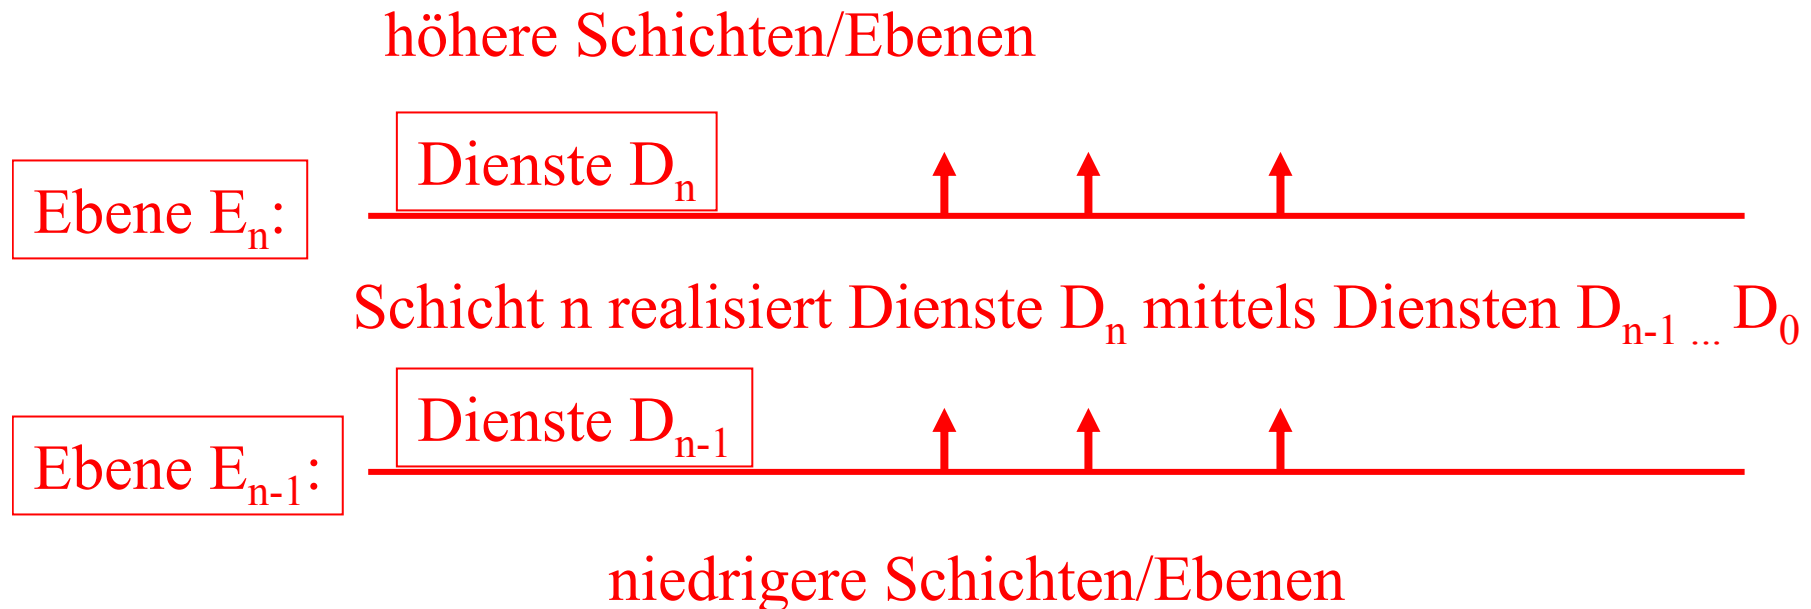 höhere Schichten/Ebenen
Dienste Dₙ
Ebene Eₙ:
Schicht n realisiert Dienste Dₙ mittels Diensten Dₙ₋₁ ... D₀
Dienste Dₙ₋₁
Ebene Eₙ₋₁:
niedrigere Schichten/Ebenen